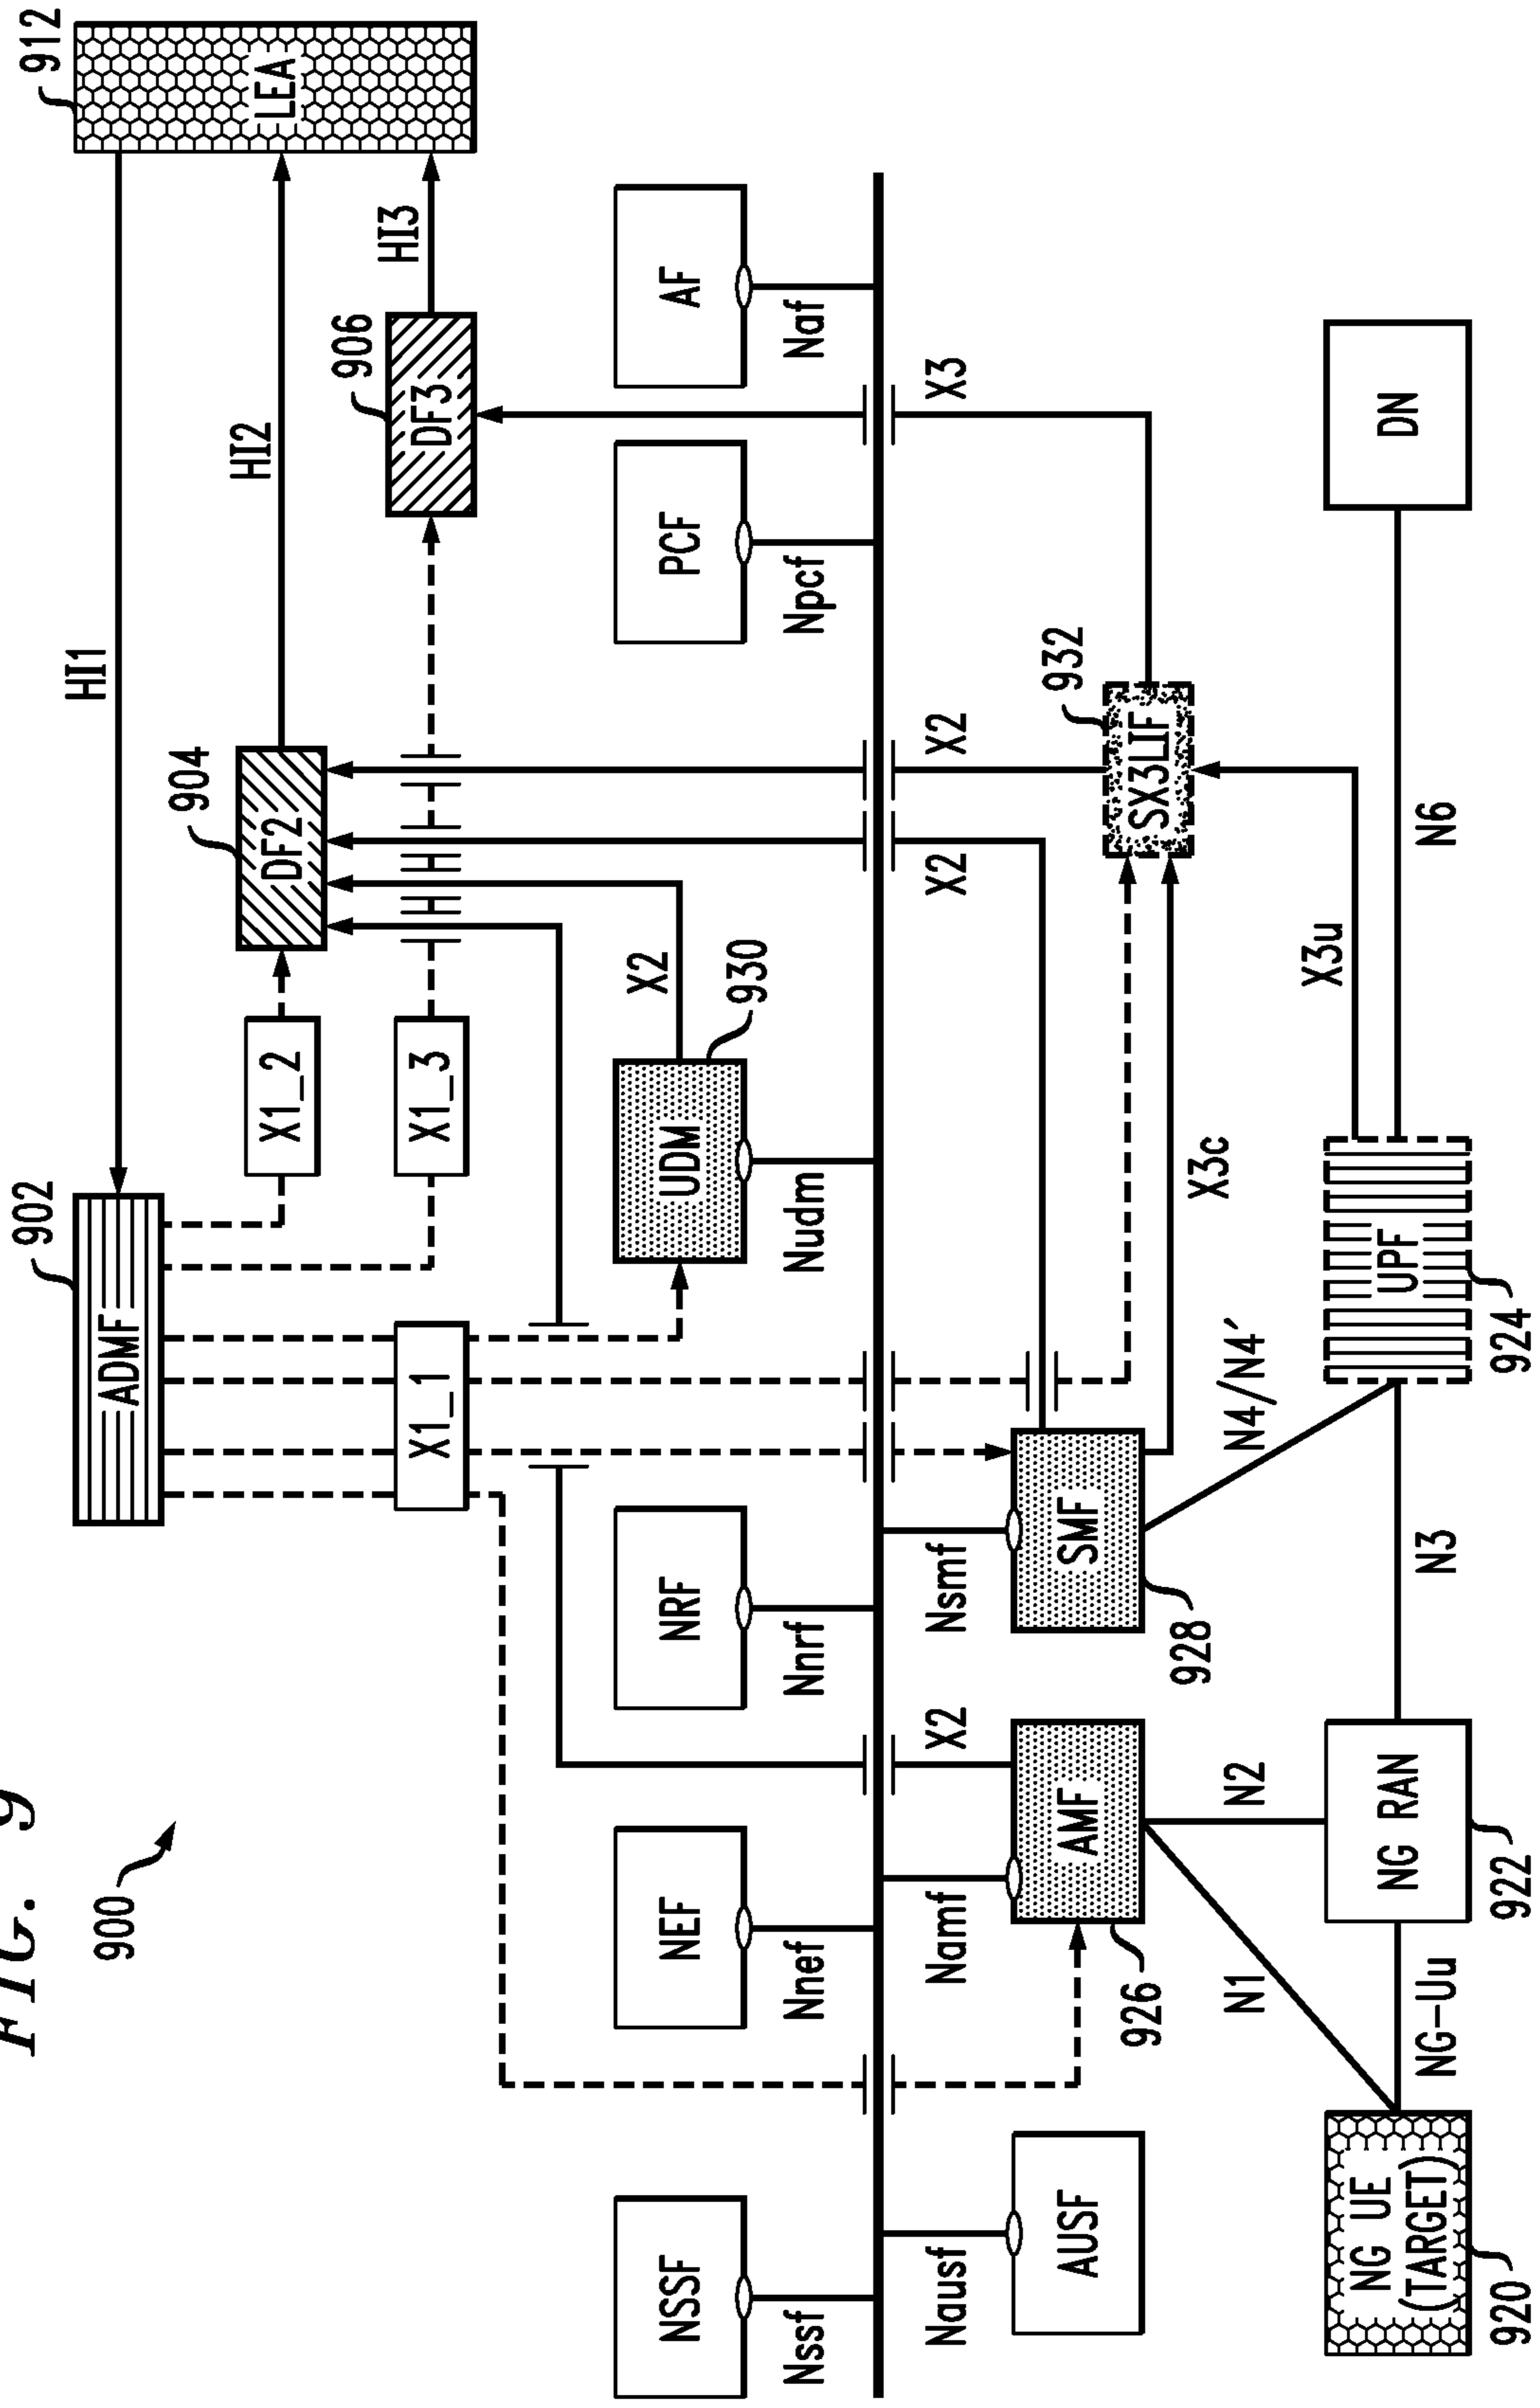 FIG. 9
900
902
ADMF
HI1
912
LEA
904
DF2
HI2
X1_2
906
DF3
HI3
X1_3
X1_1
NSSF
Nssf
NEF
Nnef
NRF
Nnrf
UDM
930
Nudm
X2
PCF
Npcf
AF
Naf
Nausf
AUSF
Namf
AMF
926
X2
Nsmf
SMF
928
X2
X2
X3
SX3LIF
932
X3c
X3u
N1
N2
N4/N4′
NG UE
(TARGET)
920
NG-Uu
NG RAN
922
N3
UPF
924
N6
DN